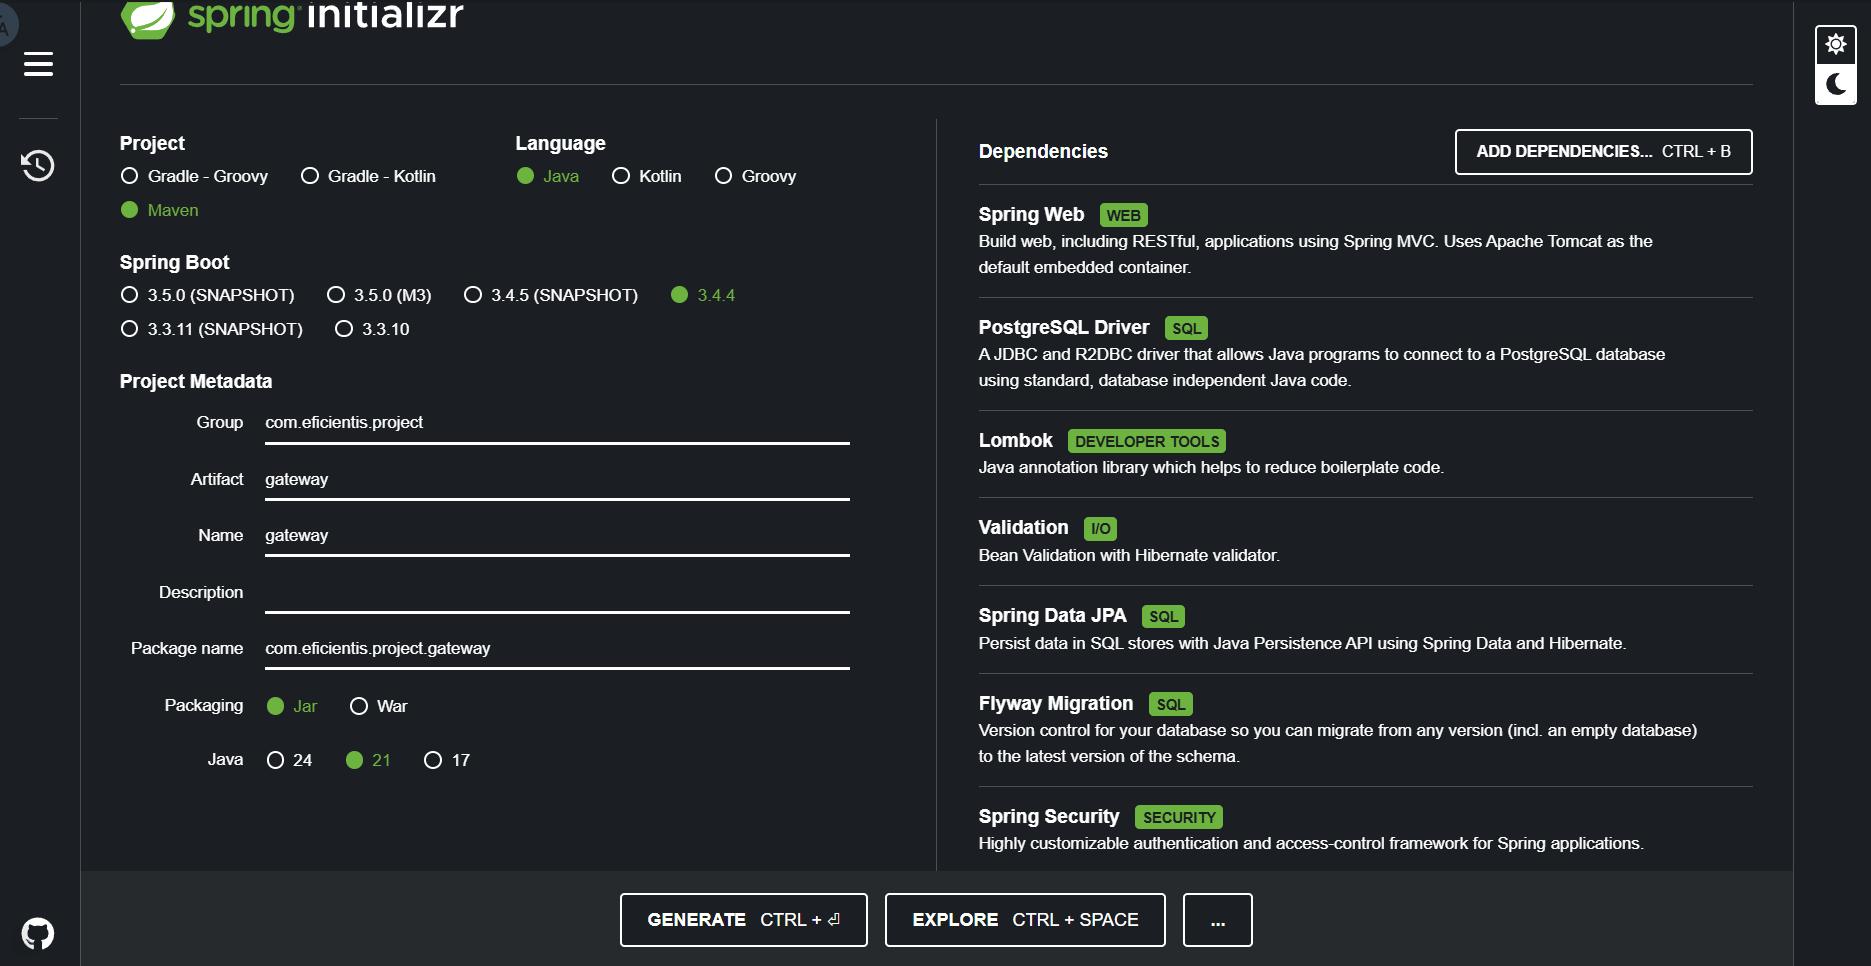 spring initializr
Project
Gradle - Groovy Gradle - Kotlin
Maven
Language
Java Kotlin Groovy
Spring Boot
3.5.0 (SNAPSHOT) 3.5.0 (M3) 3.4.5 (SNAPSHOT) 3.4.4
3.3.11 (SNAPSHOT) 3.3.10
Project Metadata
Group com.eficientis.project
Artifact gateway
Name gateway
Description
Package name com.eficientis.project.gateway
Packaging Jar War
Java 24 21 17
Dependencies
ADD DEPENDENCIES... CTRL + B
Spring Web WEB
Build web, including RESTful, applications using Spring MVC. Uses Apache Tomcat as the
default embedded container.
PostgreSQL Driver SQL
A JDBC and R2DBC driver that allows Java programs to connect to a PostgreSQL database
using standard, database independent Java code.
Lombok DEVELOPER TOOLS
Java annotation library which helps to reduce boilerplate code.
Validation I/O
Bean Validation with Hibernate validator.
Spring Data JPA SQL
Persist data in SQL stores with Java Persistence API using Spring Data and Hibernate.
Flyway Migration SQL
Version control for your database so you can migrate from any version (incl. an empty database)
to the latest version of the schema.
Spring Security SECURITY
Highly customizable authentication and access-control framework for Spring applications.
GENERATE CTRL + ⏎
EXPLORE CTRL + SPACE
...